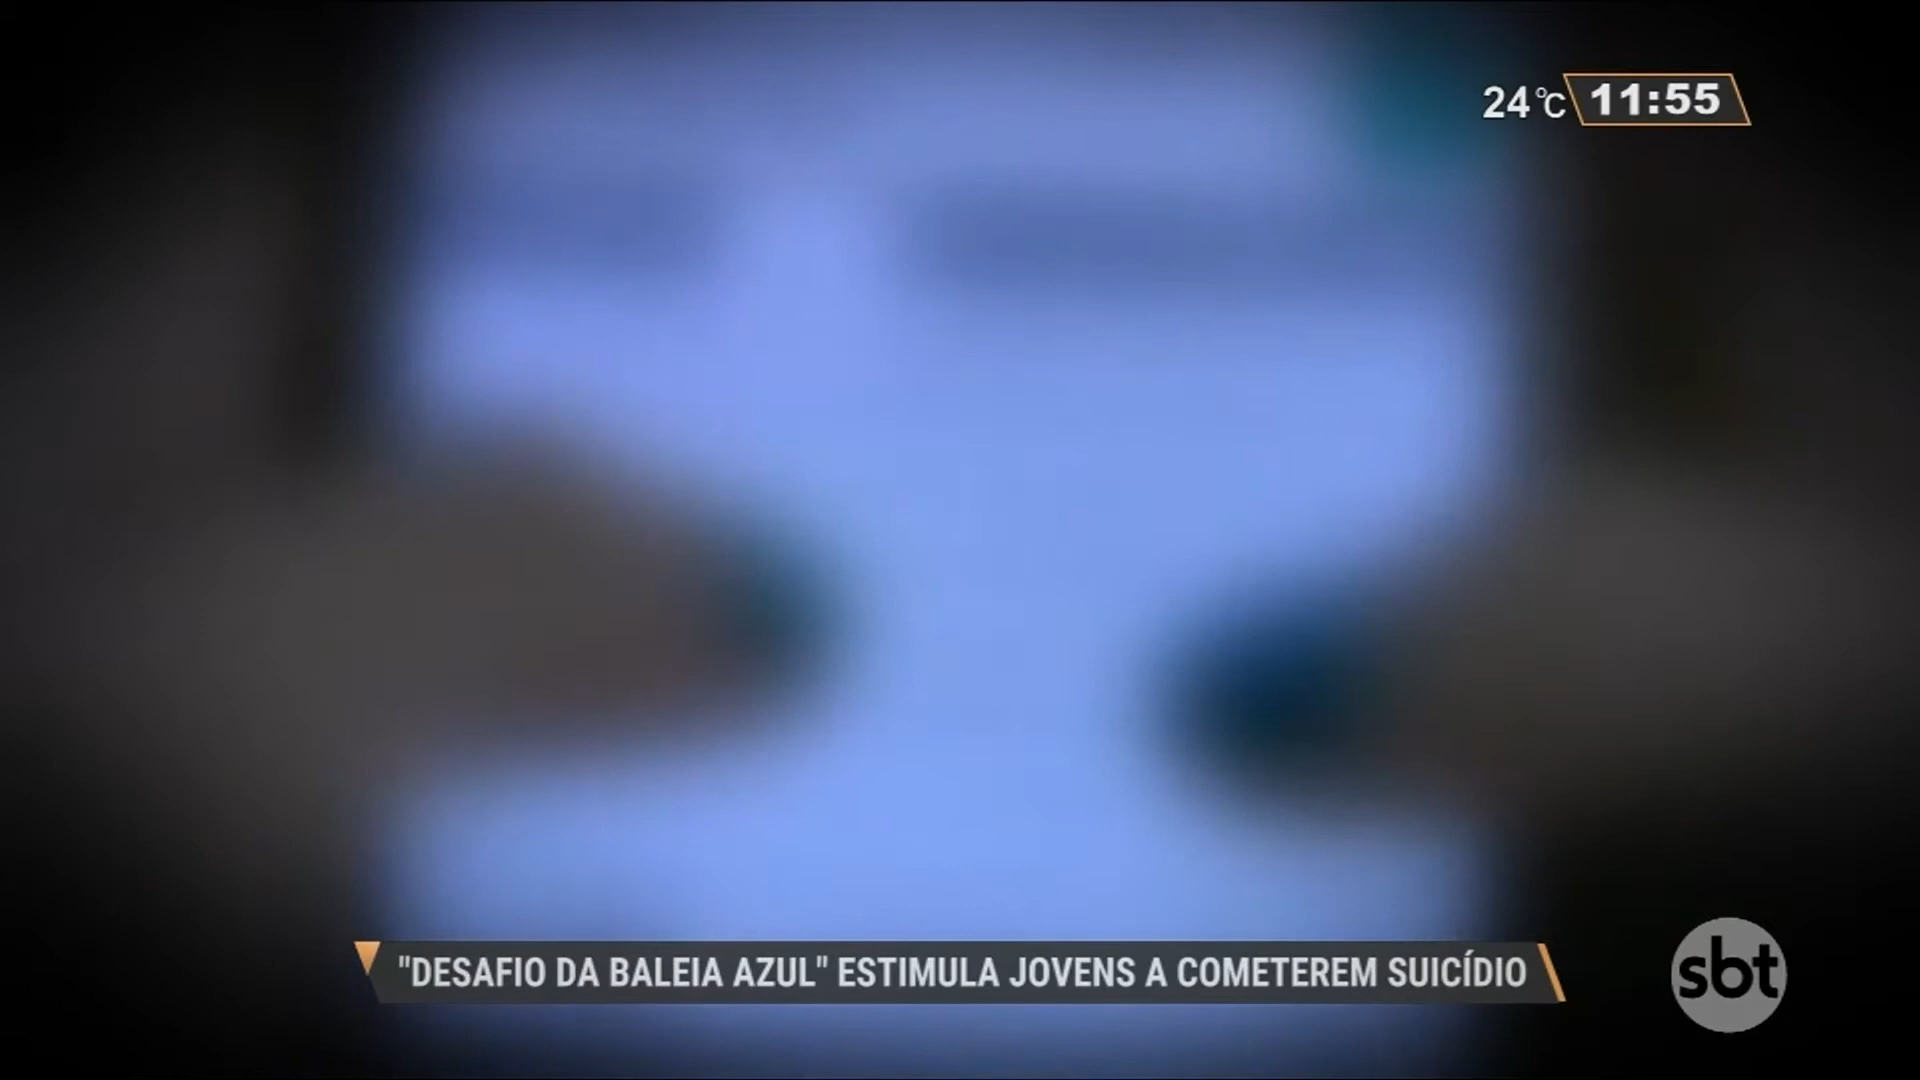 24°C 11:55
"DESAFIO DA BALEIA AZUL" ESTIMULA JOVENS A COMETEREM SUICÍDIO
sbt